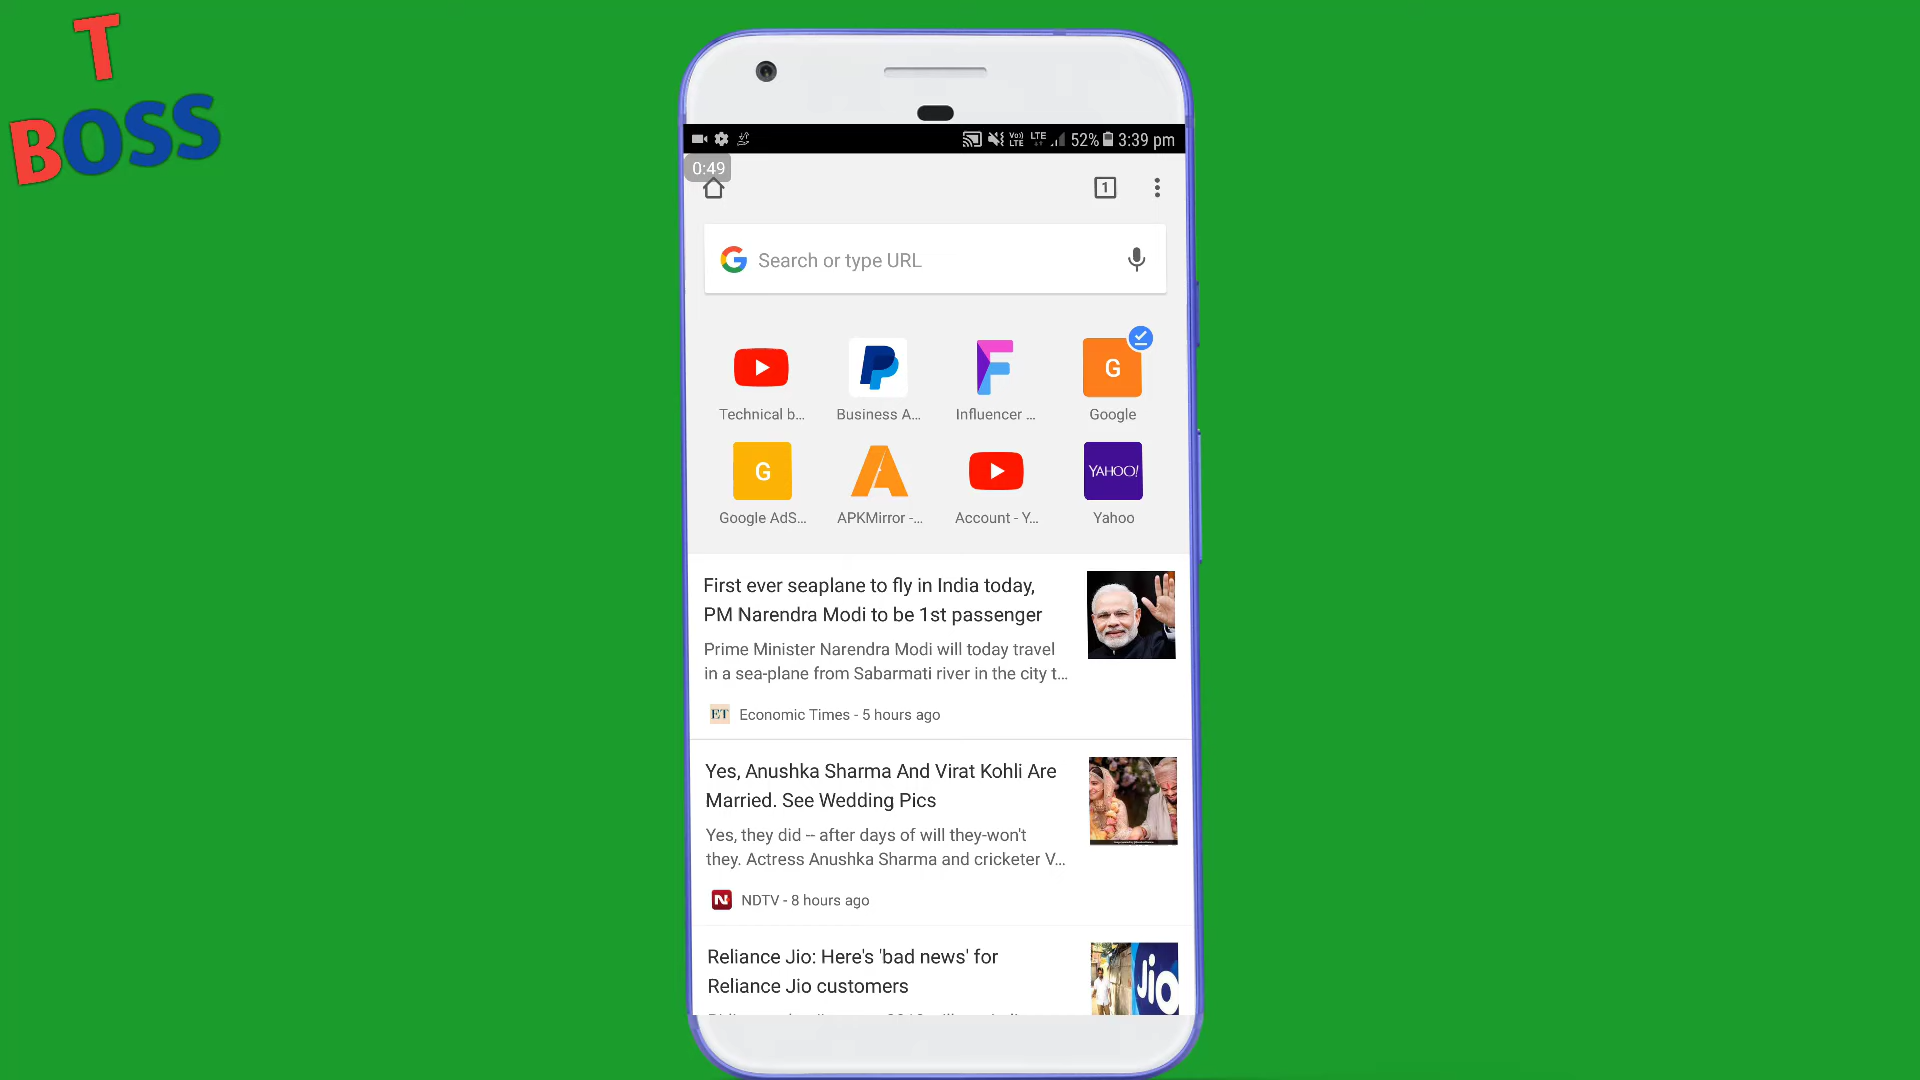 T
BOSS
Vo)) LTE LTE 52% 3:39 pm
0:49
1
Search or type URL
Technical b... Business A... Influencer ... Google
G
G
YAHOO!
Google AdS... APKMirror -... Account - Y... Yahoo
First ever seaplane to fly in India today,
PM Narendra Modi to be 1st passenger
Prime Minister Narendra Modi will today travel
in a sea-plane from Sabarmati river in the city t...
ET Economic Times - 5 hours ago
Yes, Anushka Sharma And Virat Kohli Are
Married. See Wedding Pics
Yes, they did -- after days of will they-won't
they. Actress Anushka Sharma and cricketer V...
N NDTV - 8 hours ago
Reliance Jio: Here's 'bad news' for
Reliance Jio customers
Jio